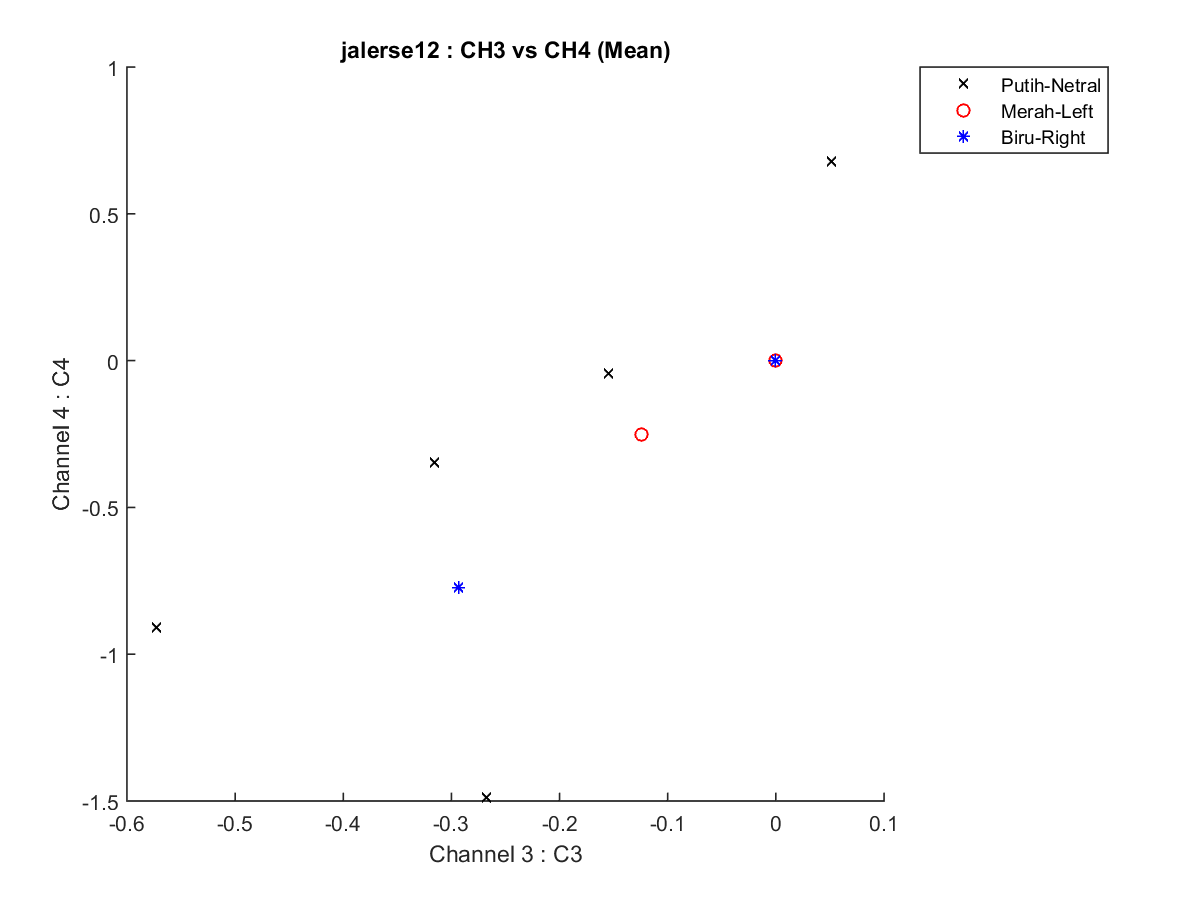 jalerse12 : CH3 vs CH4 (Mean)
Putih-Netral
Merah-Left
Biru-Right
1
0.5
0
-0.5
-1
-1.5
Channel 4 : C4
-0.6 -0.5 -0.4 -0.3 -0.2 -0.1 0 0.1
Channel 3 : C3